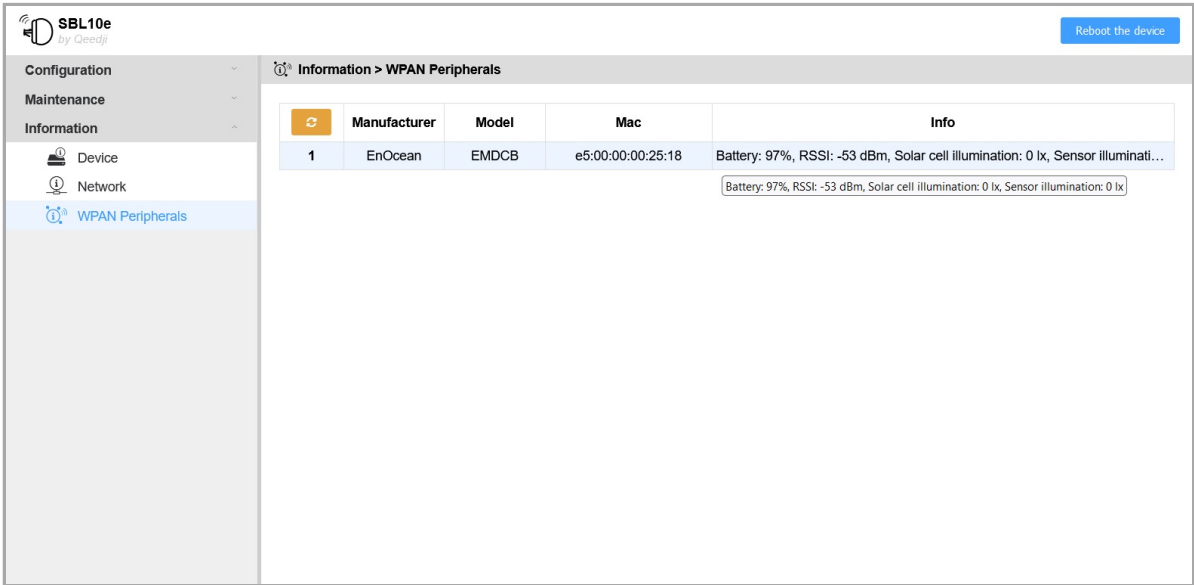 SBL10e
by Qeedji
Reboot the device
Configuration
Maintenance
Information
Device
Network
WPAN Peripherals
Information > WPAN Peripherals
Manufacturer Model Mac Info
1 EnOcean EMDCB e5:00:00:00:25:18 Battery: 97%, RSSI: -53 dBm, Solar cell illumination: 0 lx, Sensor illuminati…
Battery: 97%, RSSI: -53 dBm, Solar cell illumination: 0 lx, Sensor illumination: 0 lx